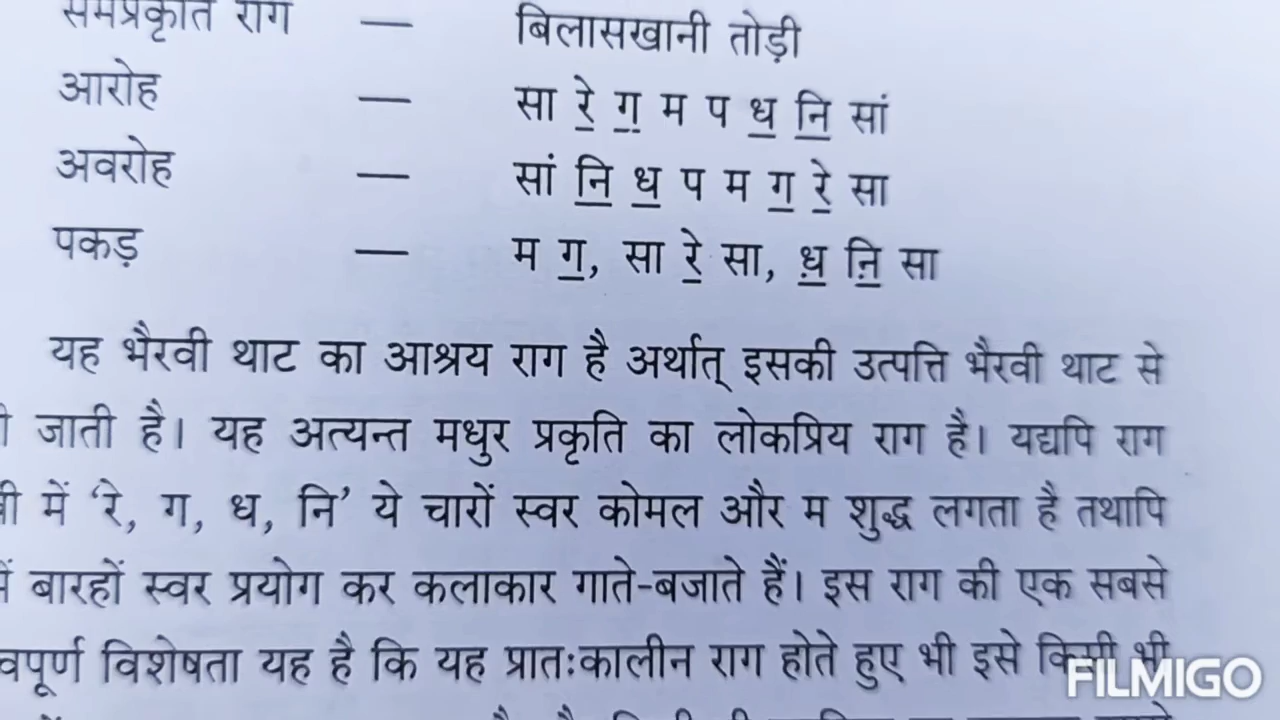 समप्रकृति राग — बिलासखानी तोड़ी
आरोह — सा रे॒ ग॒ म प ध॒ नि॒ सां
अवरोह — सां नि॒ ध॒ प म ग॒ रे॒ सा
पकड़ — म ग॒, सा रे॒ सा, ध़॒ नि़॒ सा
यह भैरवी थाट का आश्रय राग है अर्थात् इसकी उत्पत्ति भैरवी थाट से
जाती है। यह अत्यन्त मधुर प्रकृति का लोकप्रिय राग है। यद्यपि राग
में ‘रे, ग, ध, नि’ ये चारों स्वर कोमल और म शुद्ध लगता है तथापि
बारहों स्वर प्रयोग कर कलाकार गाते-बजाते हैं। इस राग की एक सबसे
विशेषता यह है कि यह प्रातःकालीन राग होते हुए भी इसे किसी भी
FILMIGO